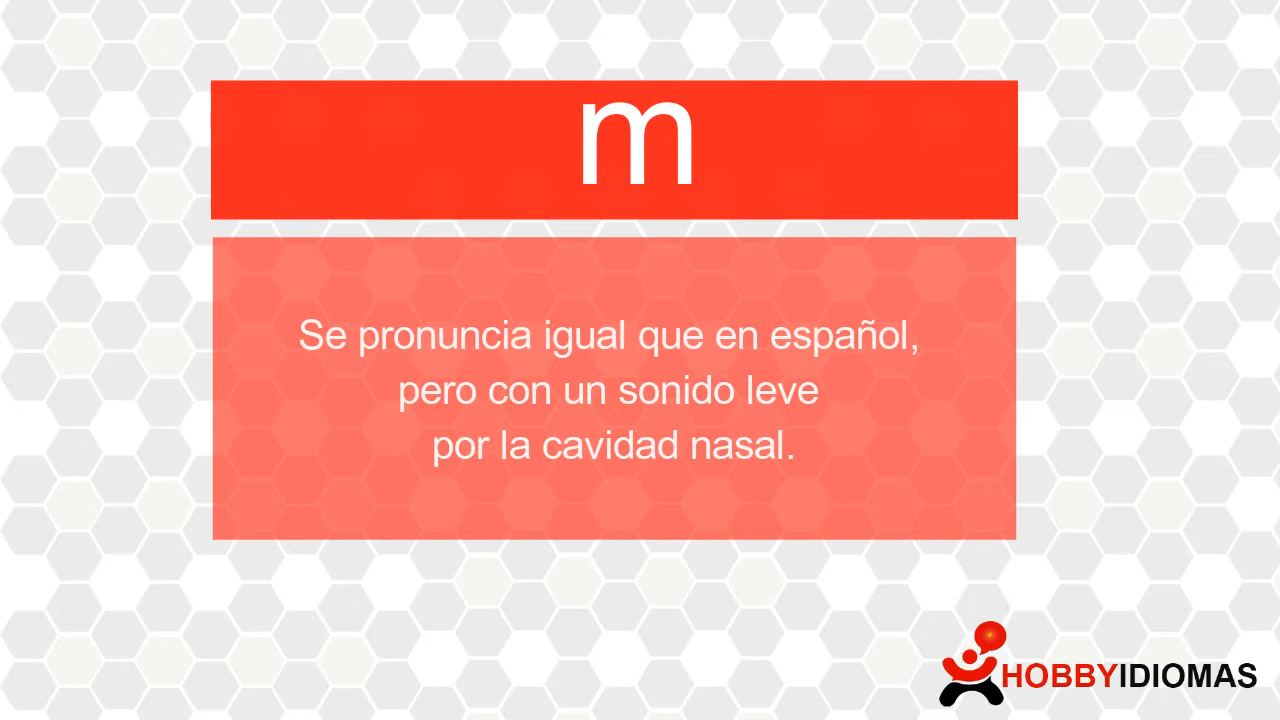 m
Se pronuncia igual que en español,
pero con un sonido leve
por la cavidad nasal.
HOBBYIDIOMAS